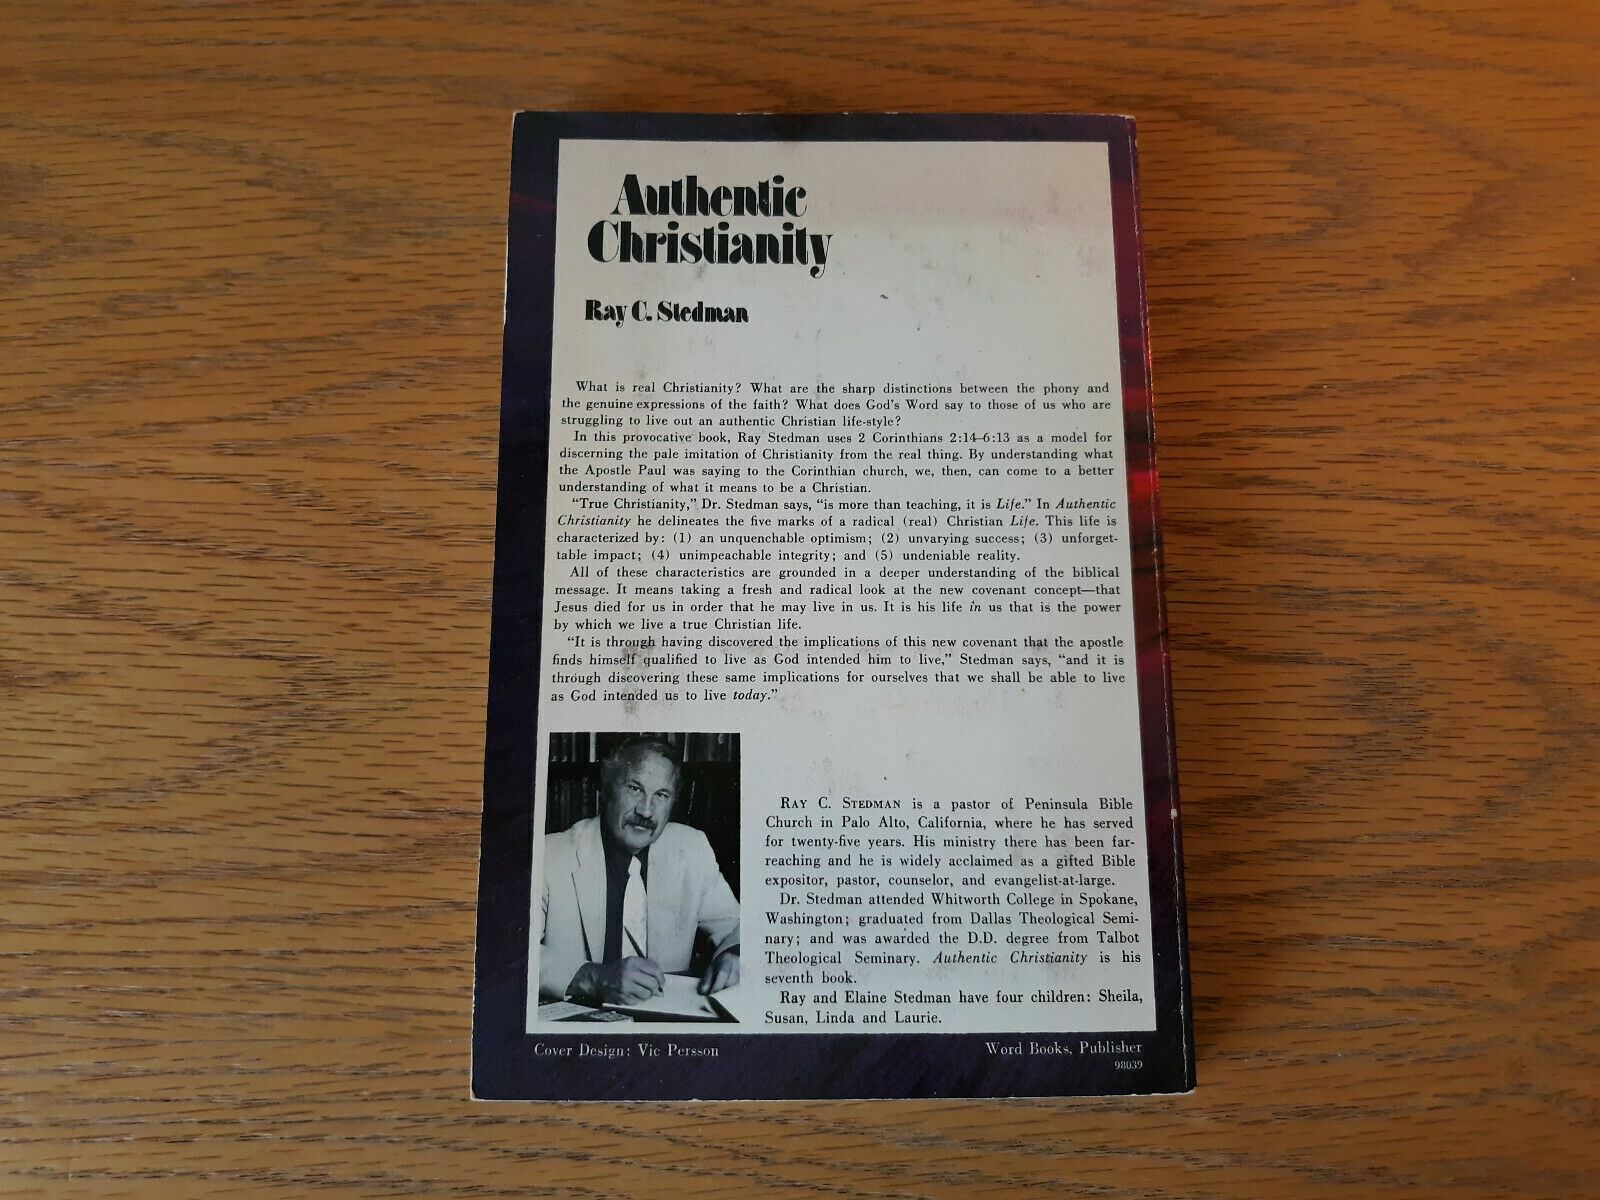 Authentic
Christianity
Ray C. Stedman
What is real Christianity? What are the sharp distinctions between the phony and
the genuine expressions of the faith? What does God's Word say to those of us who are
struggling to live out an authentic Christian life-style?
In this provocative book, Ray Stedman uses 2 Corinthians 2:14–6:13 as a model for
discerning the pale imitation of Christianity from the real thing. By understanding what
the Apostle Paul was saying to the Corinthian church, we, then, can come to a better
understanding of what it means to be a Christian.
"True Christianity," Dr. Stedman says, "is more than teaching, it is Life." In Authentic
Christianity he delineates the five marks of a radical (real) Christian Life. This life is
characterized by: (1) an unquenchable optimism; (2) unvarying success; (3) unforget-
table impact; (4) unimpeachable integrity; and (5) undeniable reality.
All of these characteristics are grounded in a deeper understanding of the biblical
message. It means taking a fresh and radical look at the new covenant concept—that
Jesus died for us in order that he may live in us. It is his life in us that is the power
by which we live a true Christian life.
"It is through having discovered the implications of this new covenant that the apostle
finds himself qualified to live as God intended him to live," Stedman says, "and it is
through discovering these same implications for ourselves that we shall be able to live
as God intended us to live today."
RAY C. STEDMAN is a pastor of Peninsula Bible
Church in Palo Alto, California, where he has served
for twenty-five years. His ministry there has been far-
reaching and he is widely acclaimed as a gifted Bible
expositor, pastor, counselor, and evangelist-at-large.
Dr. Stedman attended Whitworth College in Spokane,
Washington; graduated from Dallas Theological Semi-
nary; and was awarded the D.D. degree from Talbot
Theological Seminary. Authentic Christianity is his
seventh book.
Ray and Elaine Stedman have four children: Sheila,
Susan, Linda and Laurie.
Cover Design: Vic Persson
Word Books, Publisher
98039